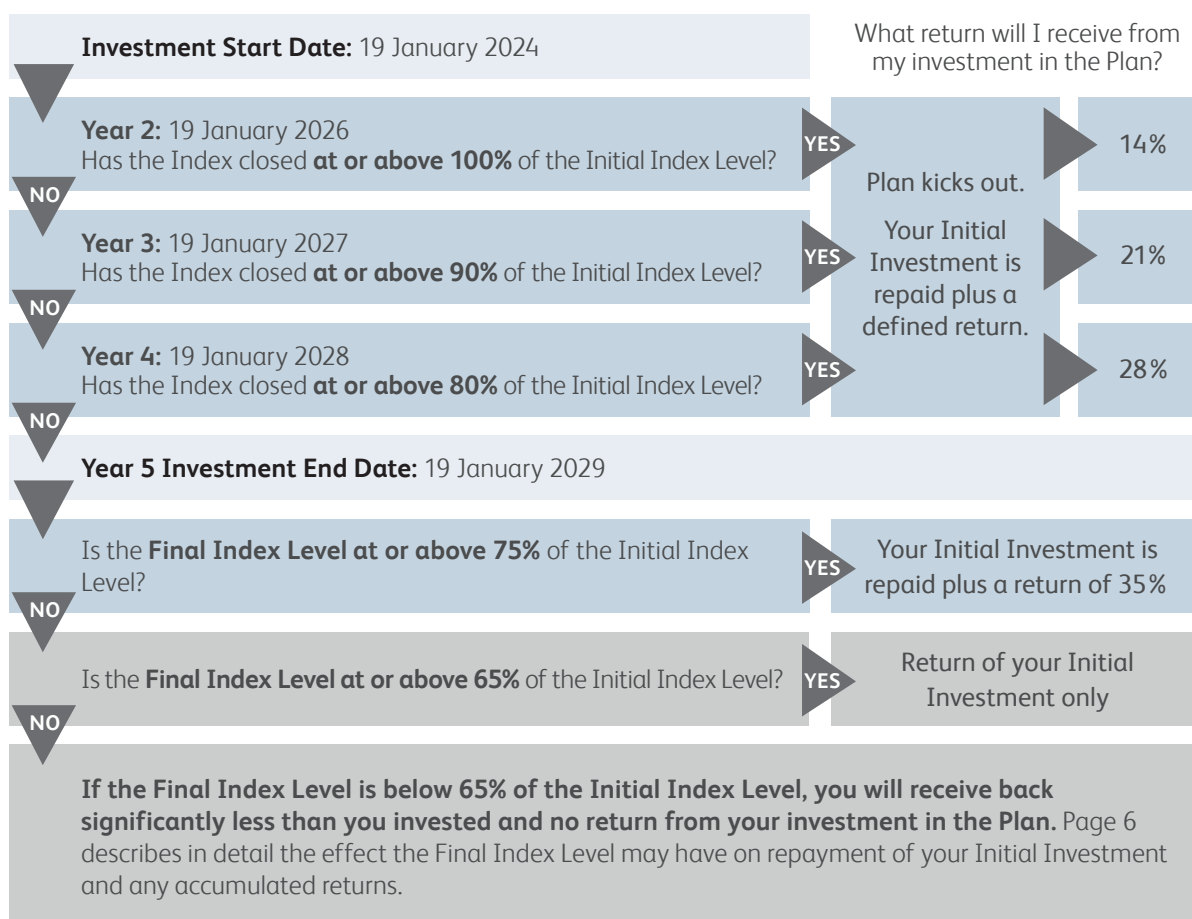 Investment Start Date: 19 January 2024
What return will I receive from
my investment in the Plan?
Year 2: 19 January 2026
Has the Index closed at or above 100% of the Initial Index Level?
YES
14%
NO
Plan kicks out.
Your Initial
Investment is
repaid plus a
defined return.
Year 3: 19 January 2027
Has the Index closed at or above 90% of the Initial Index Level?
YES
21%
NO
Year 4: 19 January 2028
Has the Index closed at or above 80% of the Initial Index Level?
YES
28%
NO
Year 5 Investment End Date: 19 January 2029
Is the Final Index Level at or above 75% of the Initial Index
Level?
YES
Your Initial Investment is
repaid plus a return of 35%
NO
Is the Final Index Level at or above 65% of the Initial Index Level?
YES
Return of your Initial
Investment only
NO
If the Final Index Level is below 65% of the Initial Index Level, you will receive back
significantly less than you invested and no return from your investment in the Plan. Page 6
describes in detail the effect the Final Index Level may have on repayment of your Initial Investment
and any accumulated returns.